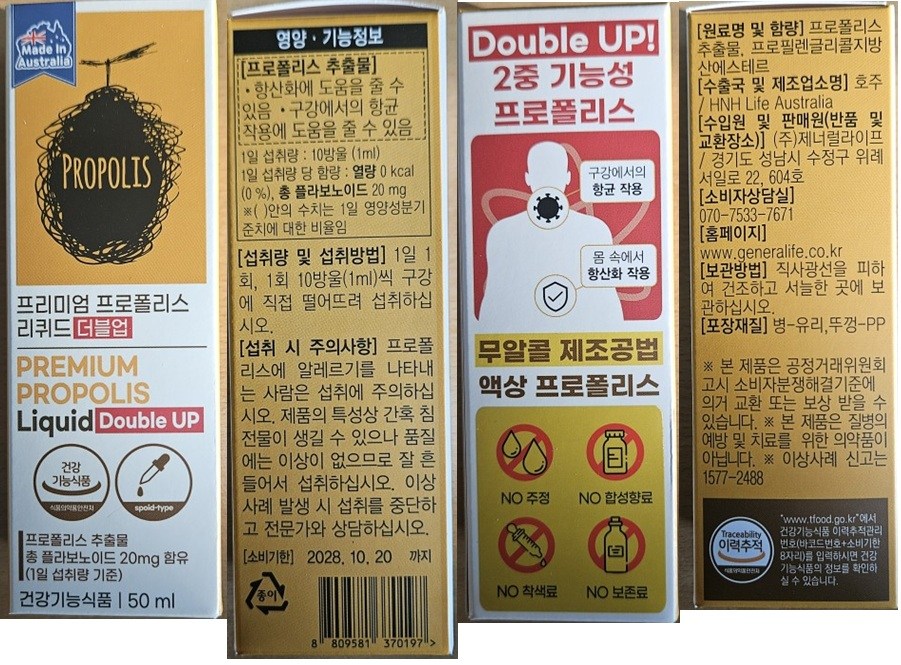 Made In
Australia
PROPOLIS
프리미엄 프로폴리스
리퀴드 더블업
PREMIUM
PROPOLIS
Liquid Double UP
건강
기능식품
식품의약품안전처
spoid-type
프로폴리스 추출물
총 플라보노이드 20mg 함유
(1일 섭취량 기준)
건강기능식품 | 50 ml
영양 · 기능정보
[프로폴리스 추출물]
• 항산화에 도움을 줄 수
있음 • 구강에서의 항균
작용에 도움을 줄 수 있음
1일 섭취량 : 10방울 (1ml)
1일 섭취량 당 함량 : 열량 0 kcal
(0 %), 총 플라보노이드 20 mg
※( )안의 수치는 1일 영양성분기
준치에 대한 비율임
[섭취량 및 섭취방법] 1일 1
회, 1회 10방울(1ml)씩 구강
에 직접 떨어뜨려 섭취하십
시오.
[섭취 시 주의사항] 프로폴
리스에 알레르기를 나타내
는 사람은 섭취에 주의하십
시오. 제품의 특성상 간혹 침
전물이 생길 수 있으나 품질
에는 이상이 없으므로 잘 흔
들어서 섭취하십시오. 이상
사례 발생 시 섭취를 중단하
고 전문가와 상담하십시오.
[소비기한] 2028. 10. 20 까지
종이
8 809581 370197 >
Double UP!
2중 기능성
프로폴리스
구강에서의
항균 작용
몸 속에서
항산화 작용
무알콜 제조공법
액상 프로폴리스
NO 주정
NO 합성향료
NO 착색료
NO 보존료
[원료명 및 함량] 프로폴리스
추출물, 프로필렌글리콜지방
산에스테르
[수출국 및 제조업소명] 호주
/ HNH Life Australia
[수입원 및 판매원(반품 및
교환장소)] (주)제너럴라이프
/ 경기도 성남시 수정구 위례
서일로 22, 604호
[소비자상담실]
070-7533-7671
[홈페이지]
www.generalife.co.kr
[보관방법] 직사광선을 피하
여 건조하고 서늘한 곳에 보
관하십시오.
[포장재질] 병-유리,뚜껑-PP
※ 본 제품은 공정거래위원회
고시 소비자분쟁해결기준에
의거 교환 또는 보상 받을 수
있습니다. ※ 본 제품은 질병의
예방 및 치료를 위한 의약품이
아닙니다. ※ 이상사례 신고는
1577-2488
Traceability
이력추적
식품의약품안전처
"www.tfood.go.kr"에서
건강기능식품 이력추적관리
번호(바코드번호+소비기한
8자리)을 입력하시면 건강
기능식품의 정보를 확인하
실 수 있습니다.